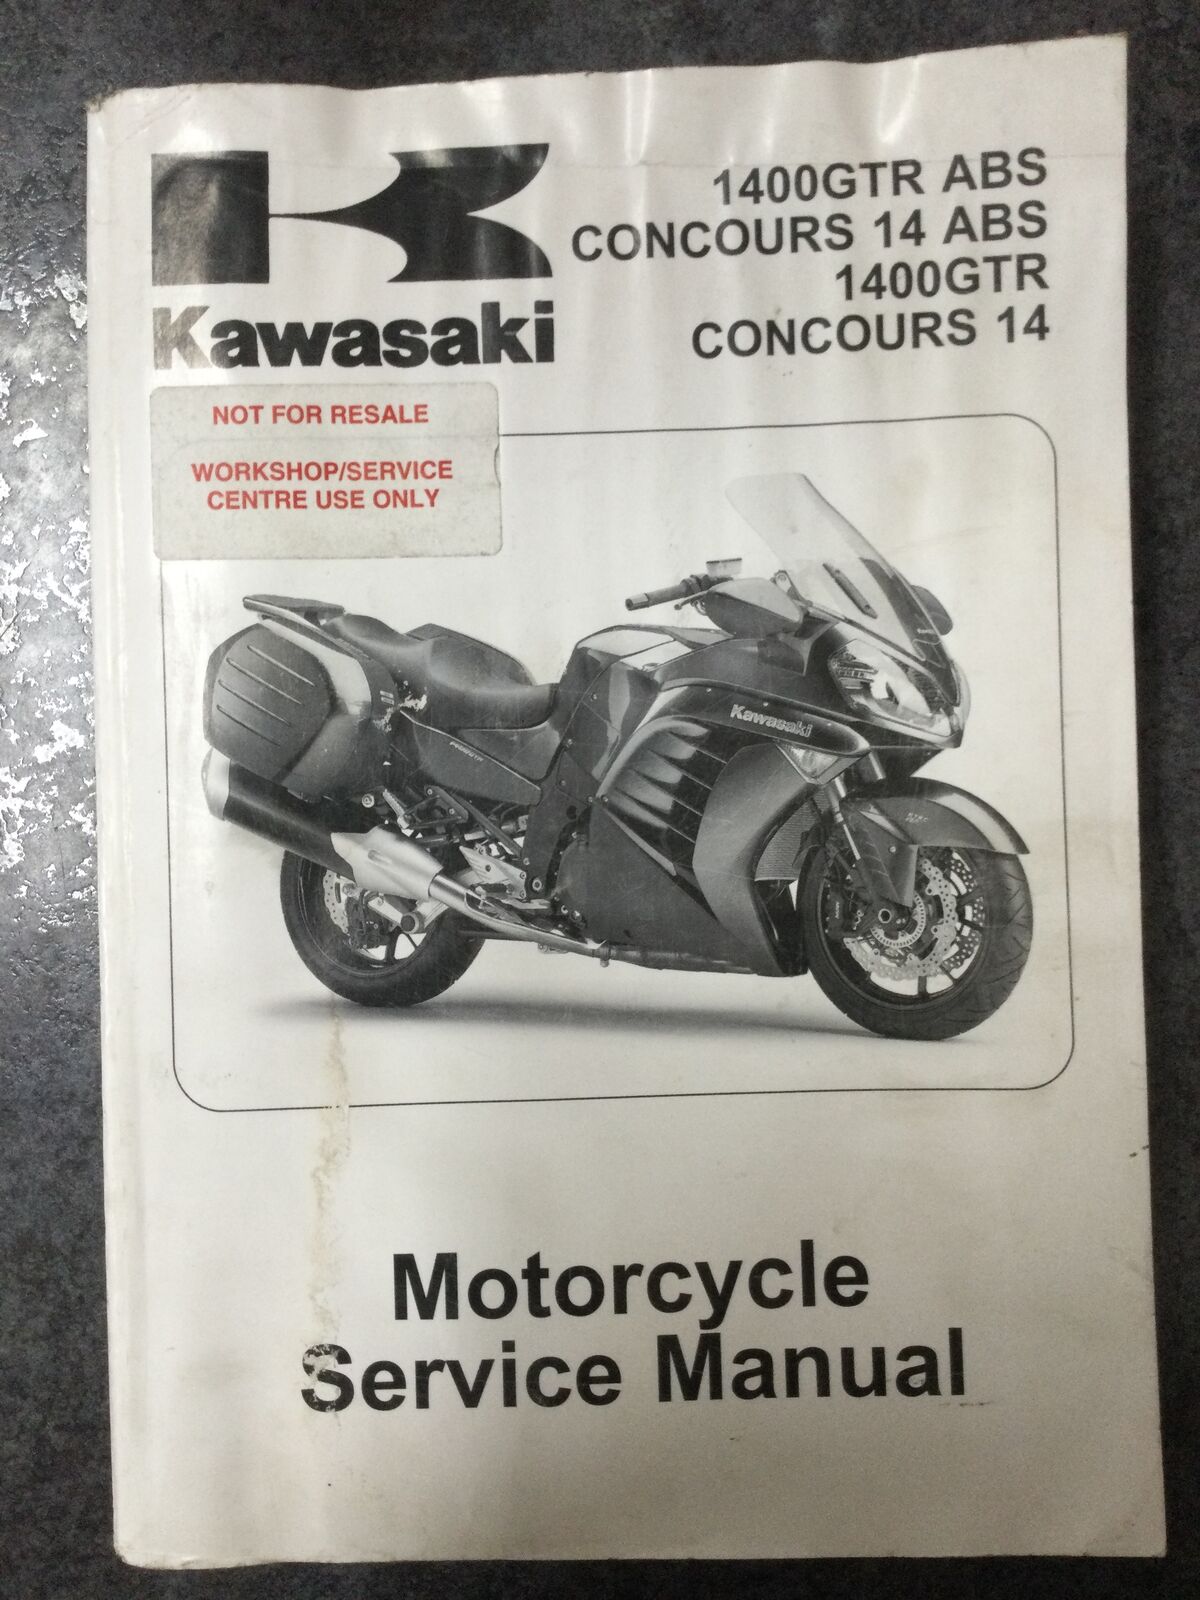 1400GTR ABS
CONCOURS 14 ABS
1400GTR
CONCOURS 14
Kawasaki
NOT FOR RESALE
WORKSHOP/SERVICE
CENTRE USE ONLY
Kawasaki
Motorcycle
Service Manual